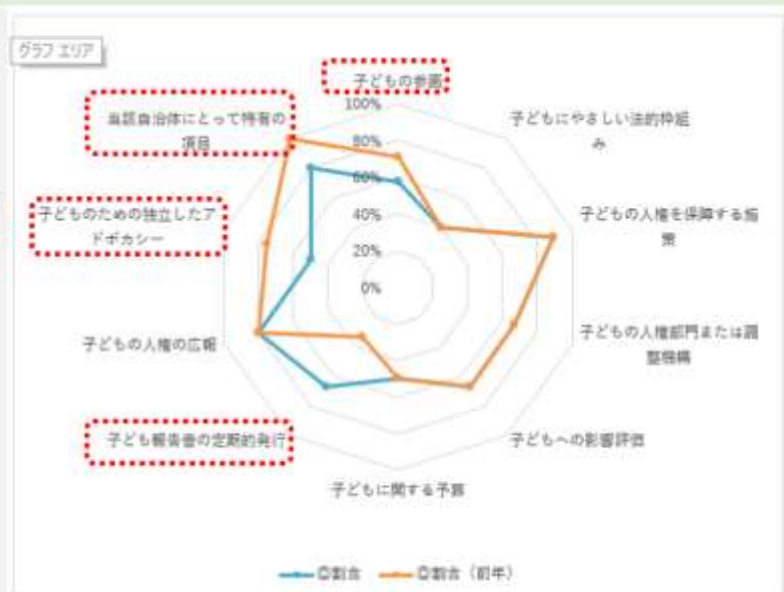 グラフ エリア
子どもの参画
100%
80%
60%
40%
20%
0%
子どもにやさしい法的枠組
み
子どもの人権を保障する施
策
子どもの人権部門または調
整機構
子どもへの影響評価
子どもに関する予算
子ども報告書の定期的発行
子どもの人権の広報
子どものための独立したア
ドボカシー
当該自治体にとって特有の
項目
◎割合
◎割合（前年）